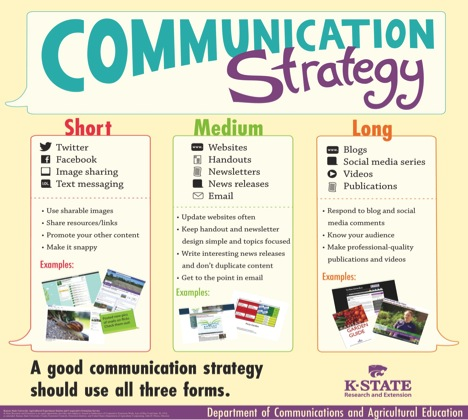 COMMUNICATION
Strategy
Short
Twitter
Facebook
Image sharing
LOL Text messaging
• Use sharable images
• Share resources/links
• Promote your other content
• Make it snappy
Examples:
Medium
www Websites
Handouts
Newsletters
News releases
Email
• Update websites often
• Keep handout and newsletter
design simple and topics focused
• Write interesting news releases
and don't duplicate content
• Get to the point in email
Examples:
Long
www Blogs
Social media series
Videos
Publications
• Respond to blog and social
media comments
• Know your audience
• Make professional-quality
publications and videos
Examples:
GARDEN
GUIDE
A good communication strategy
should use all three forms.
K-STATE
Research and Extension
Department of Communications and Agricultural Education